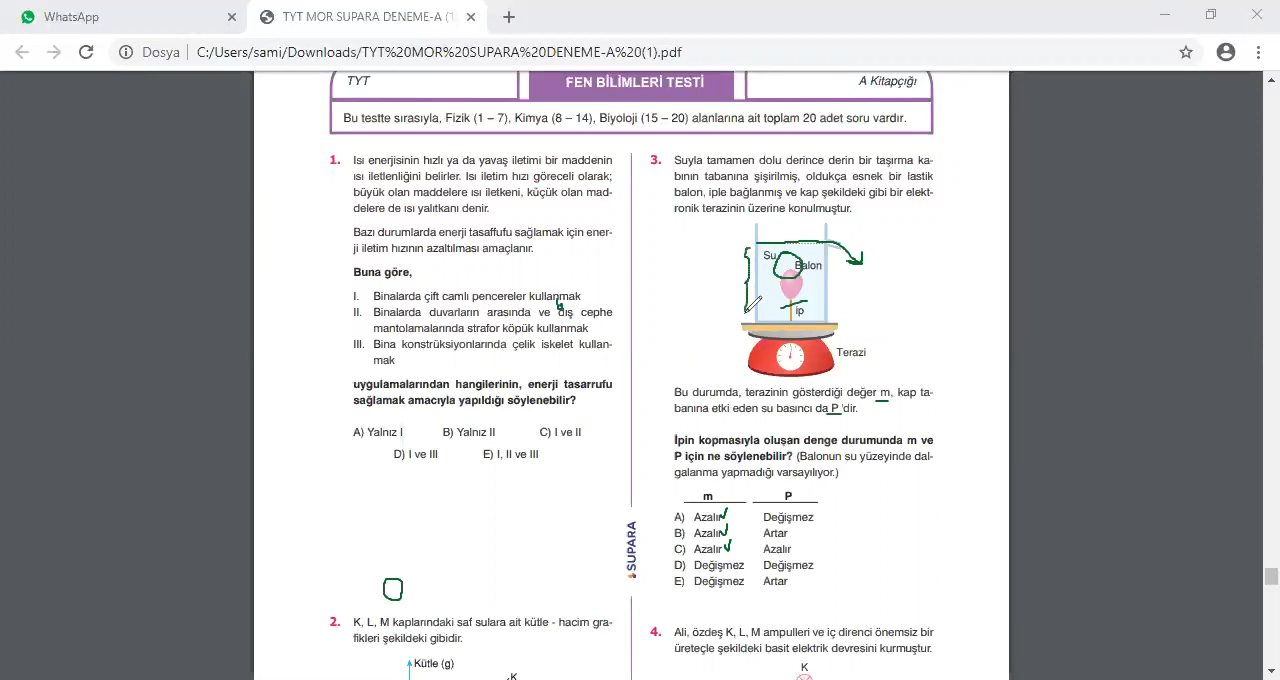 WhatsApp
TYT MOR SUPARA DENEME-A (1
Dosya
C:/Users/sami/Downloads/TYT%20MOR%20SUPARA%20DENEME-A%20(1).pdf
TYT
FEN BİLİMLERİ TESTİ
A Kitapçığı
Bu testte sırasıyla, Fizik (1 – 7), Kimya (8 – 14), Biyoloji (15 – 20) alanlarına ait toplam 20 adet soru vardır.
1. Isı enerjisinin hızlı ya da yavaş iletimi bir maddenin
ısı iletlenliğini belirler. Isı iletim hızı göreceli olarak;
büyük olan maddelere ısı iletkeni, küçük olan mad-
delere de ısı yalıtkanı denir.
Bazı durumlarda enerji tasaffufu sağlamak için ener-
ji iletim hızının azaltılması amaçlanır.
Buna göre,
I. Binalarda çift camlı pencereler kullanmak
II. Binalarda duvarların arasında ve dış cephe
mantolamalarında strafor köpük kullanmak
III. Bina konstrüksiyonlarında çelik iskelet kullan-
mak
uygulamalarından hangilerinin, enerji tasarrufu
sağlamak amacıyla yapıldığı söylenebilir?
A) Yalnız I B) Yalnız II C) I ve II
D) I ve III E) I, II ve III
2. K, L, M kaplarındaki saf sulara ait kütle - hacim gra-
fikleri şekildeki gibidir.
Kütle (g)
K
SUPARA
3. Suyla tamamen dolu derince derin bir taşırma ka-
bının tabanına şişirilmiş, oldukça esnek bir lastik
balon, iple bağlanmış ve kap şekildeki gibi bir elekt-
ronik terazinin üzerine konulmuştur.
Su
Balon
ip
Terazi
Bu durumda, terazinin gösterdiği değer m, kap ta-
banına etki eden su basıncı da P 'dir.
İpin kopmasıyla oluşan denge durumunda m ve
P için ne söylenebilir? (Balonun su yüzeyinde dal-
galanma yapmadığı varsayılıyor.)
m P
A) Azalır Değişmez
B) Azalır Artar
C) Azalır Azalır
D) Değişmez Değişmez
E) Değişmez Artar
4. Ali, özdeş K, L, M ampulleri ve iç direnci önemsiz bir
üreteçle şekildeki basit elektrik devresini kurmuştur.
K